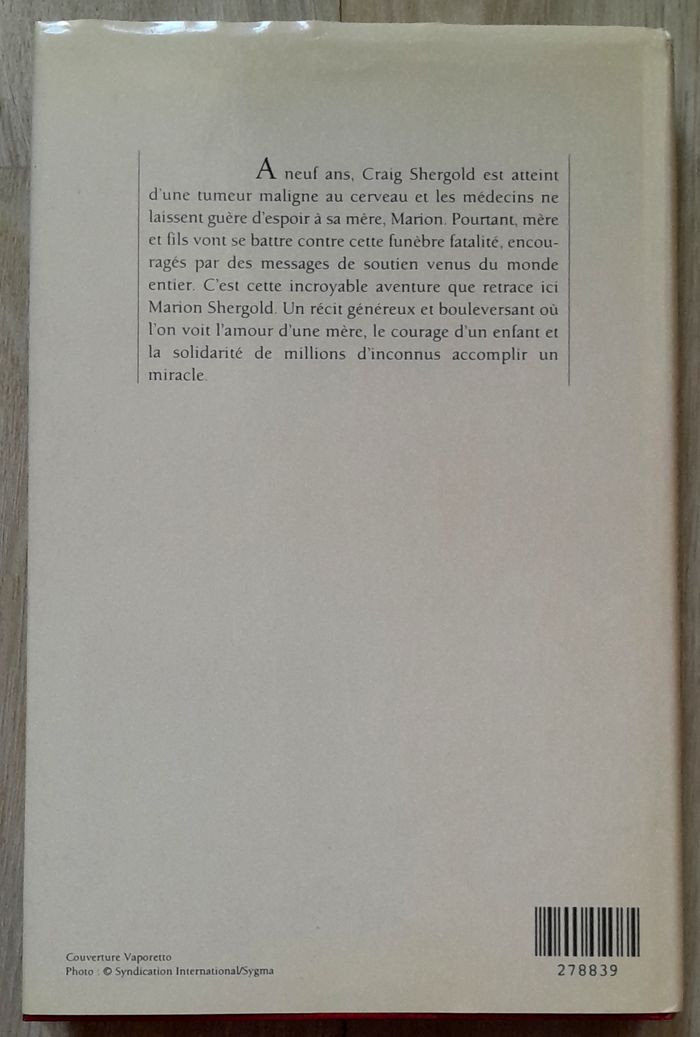 A neuf ans, Craig Shergold est atteint
d'une tumeur maligne au cerveau et les médecins ne
laissent guère d'espoir à sa mère, Marion. Pourtant, mère
et fils vont se battre contre cette funèbre fatalité, encou-
ragés par des messages de soutien venus du monde
entier. C'est cette incroyable aventure que retrace ici
Marion Shergold. Un récit généreux et bouleversant où
l'on voit l'amour d'une mère, le courage d'un enfant et
la solidarité de millions d'inconnus accomplir un
miracle.
Couverture Vaporetto
Photo : © Syndication International/Sygma
278839